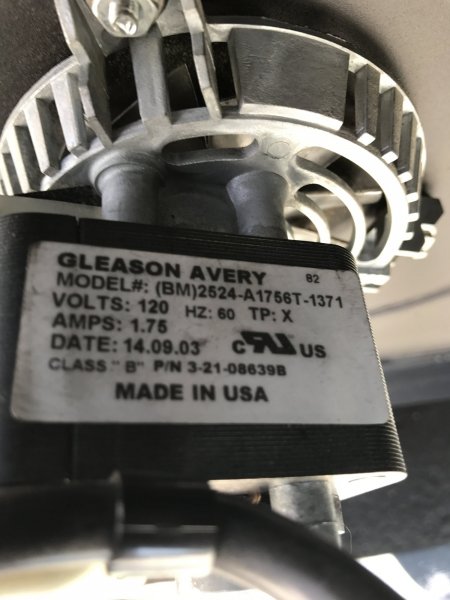 GLEASON AVERY 82
MODEL#: (BM)2524-A1756T-1371
VOLTS: 120 HZ: 60 TP: X
AMPS: 1.75
DATE: 14.09.03 C RU US
CLASS "B" P/N 3-21-08639B
MADE IN USA